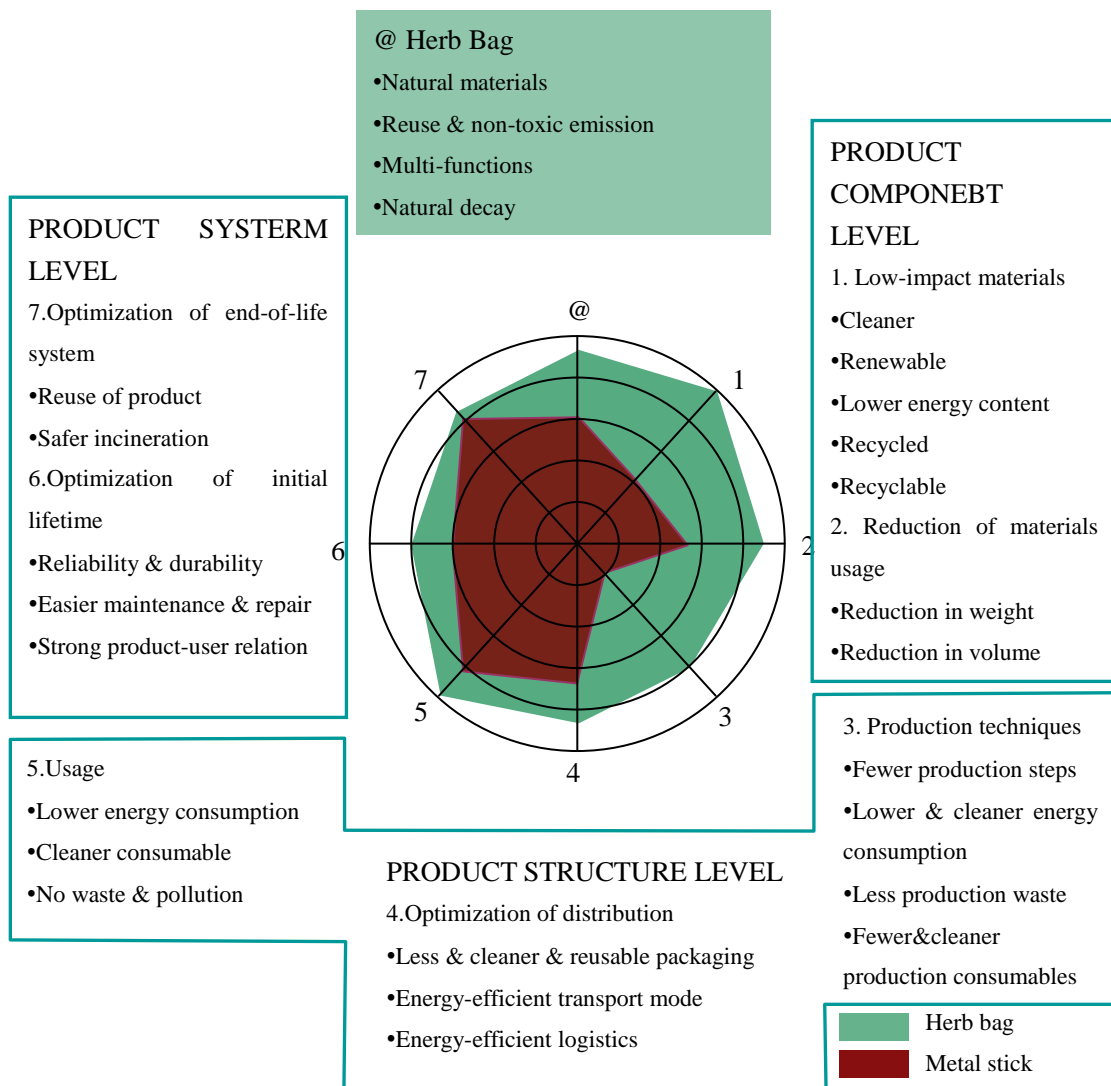 @ Herb Bag
•Natural materials
•Reuse & non-toxic emission
•Multi-functions
•Natural decay
PRODUCT SYSTERM
LEVEL
7.Optimization of end-of-life
system
•Reuse of product
•Safer incineration
6.Optimization of initial
lifetime
•Reliability & durability
•Easier maintenance & repair
•Strong product-user relation
@
7
1
6
2
5
3
4
PRODUCT
COMPONEBT
LEVEL
1. Low-impact materials
•Cleaner
•Renewable
•Lower energy content
•Recycled
•Recyclable
2. Reduction of materials
usage
•Reduction in weight
•Reduction in volume
5.Usage
•Lower energy consumption
•Cleaner consumable
•No waste & pollution
PRODUCT STRUCTURE LEVEL
4.Optimization of distribution
•Less & cleaner & reusable packaging
•Energy-efficient transport mode
•Energy-efficient logistics
3. Production techniques
•Fewer production steps
•Lower & cleaner energy
consumption
•Less production waste
•Fewer&cleaner
production consumables
Herb bag
Metal stick